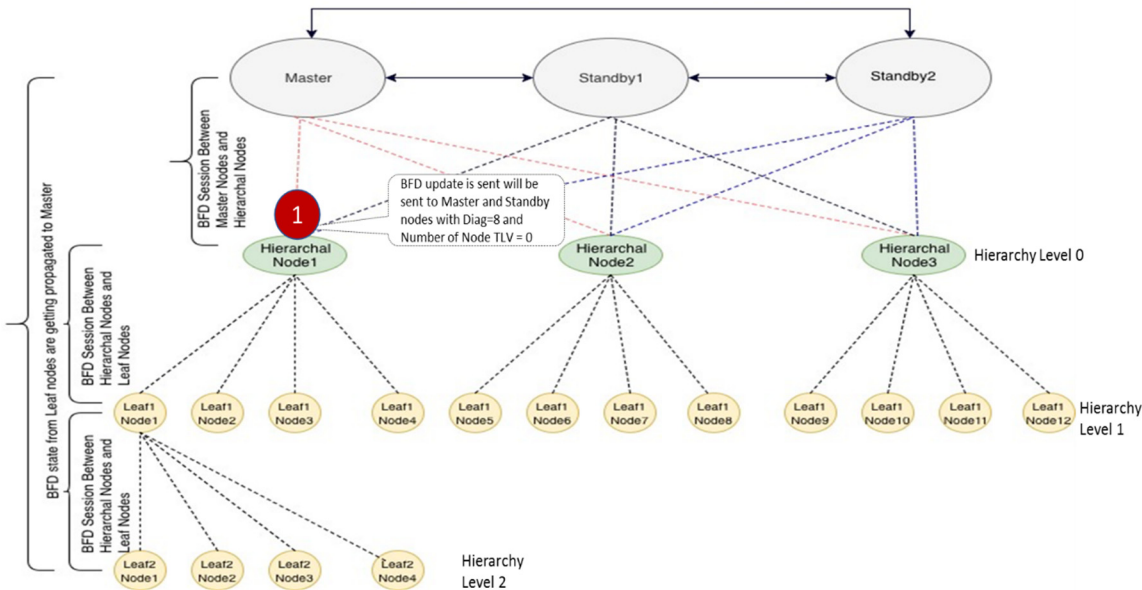 Master
Standby1
Standby2
BFD Session Between
Master Nodes and
Hierarchal Nodes
1
BFD update is sent will be
sent to Master and Standby
nodes with Diag=8 and
Number of Node TLV = 0
Hierarchal
Node1
Hierarchal
Node2
Hierarchal
Node3
Hierarchy Level 0
BFD state from Leaf nodes are getting propagated to Master
BFD Session Between
Hierarchal Nodes and
Leaf Nodes
Leaf1
Node1
Leaf1
Node2
Leaf1
Node3
Leaf1
Node4
Leaf1
Node5
Leaf1
Node6
Leaf1
Node7
Leaf1
Node8
Leaf1
Node9
Leaf1
Node10
Leaf1
Node11
Leaf1
Node12
Hierarchy
Level 1
BFD Session Between
Hierarchal Nodes and
Leaf Nodes
Leaf2
Node1
Leaf2
Node2
Leaf2
Node3
Leaf2
Node4
Hierarchy
Level 2